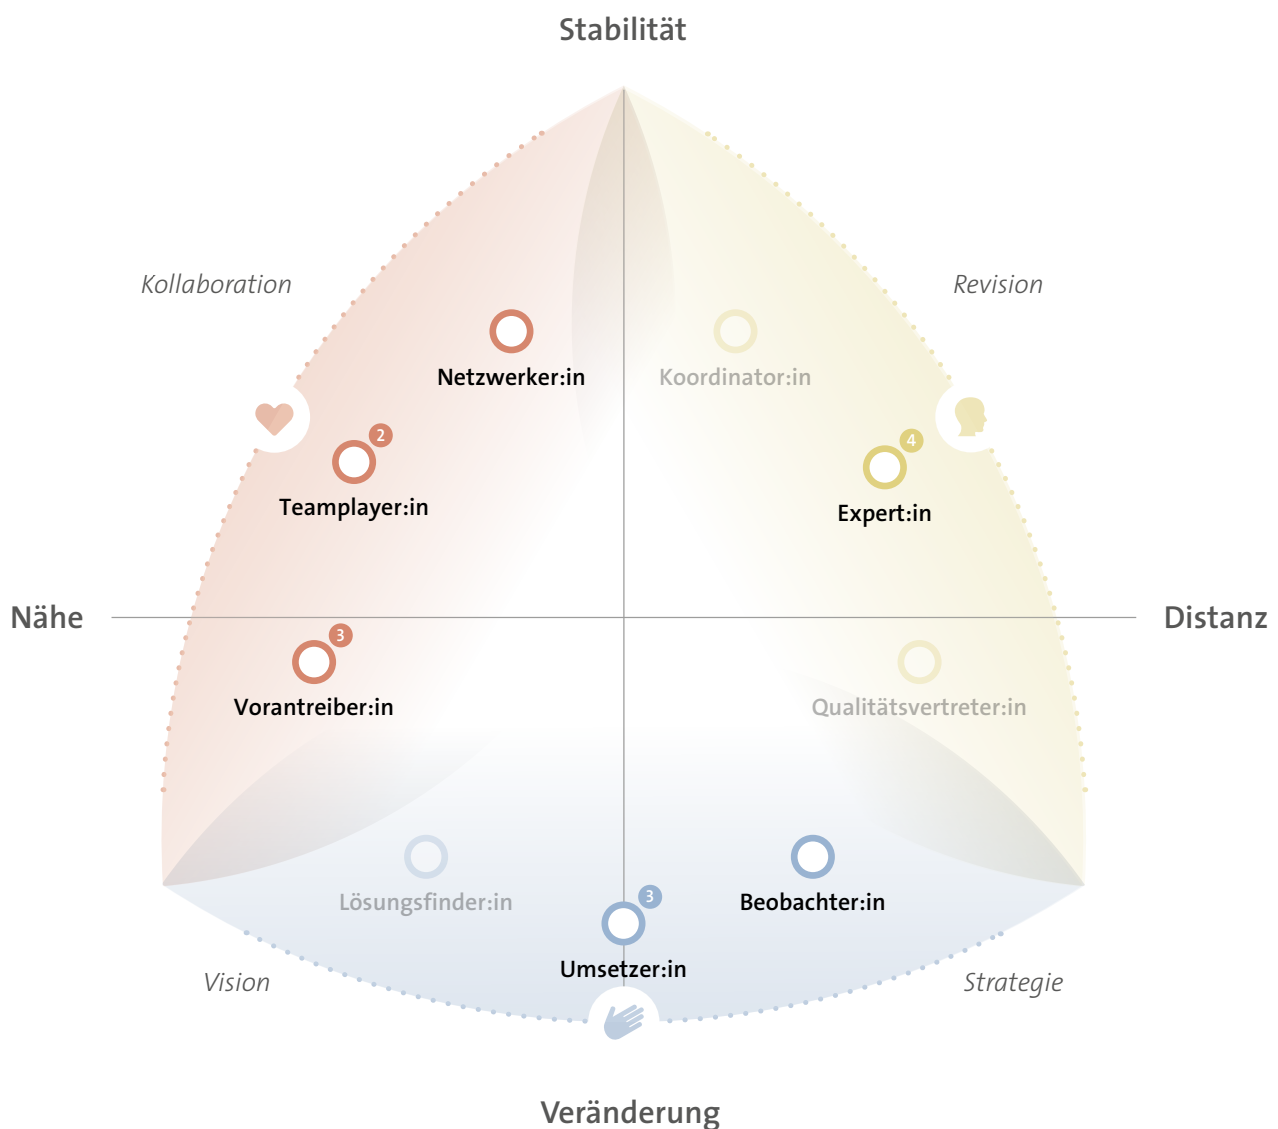 Stabilität
Kollaboration
Revision
Netzwerker:in
Koordinator:in
2
Teamplayer:in
4
Expert:in
Nähe
Distanz
3
Vorantreiber:in
Qualitätsvertreter:in
Lösungsfinder:in
3
Umsetzer:in
Beobachter:in
Vision
Strategie
Veränderung